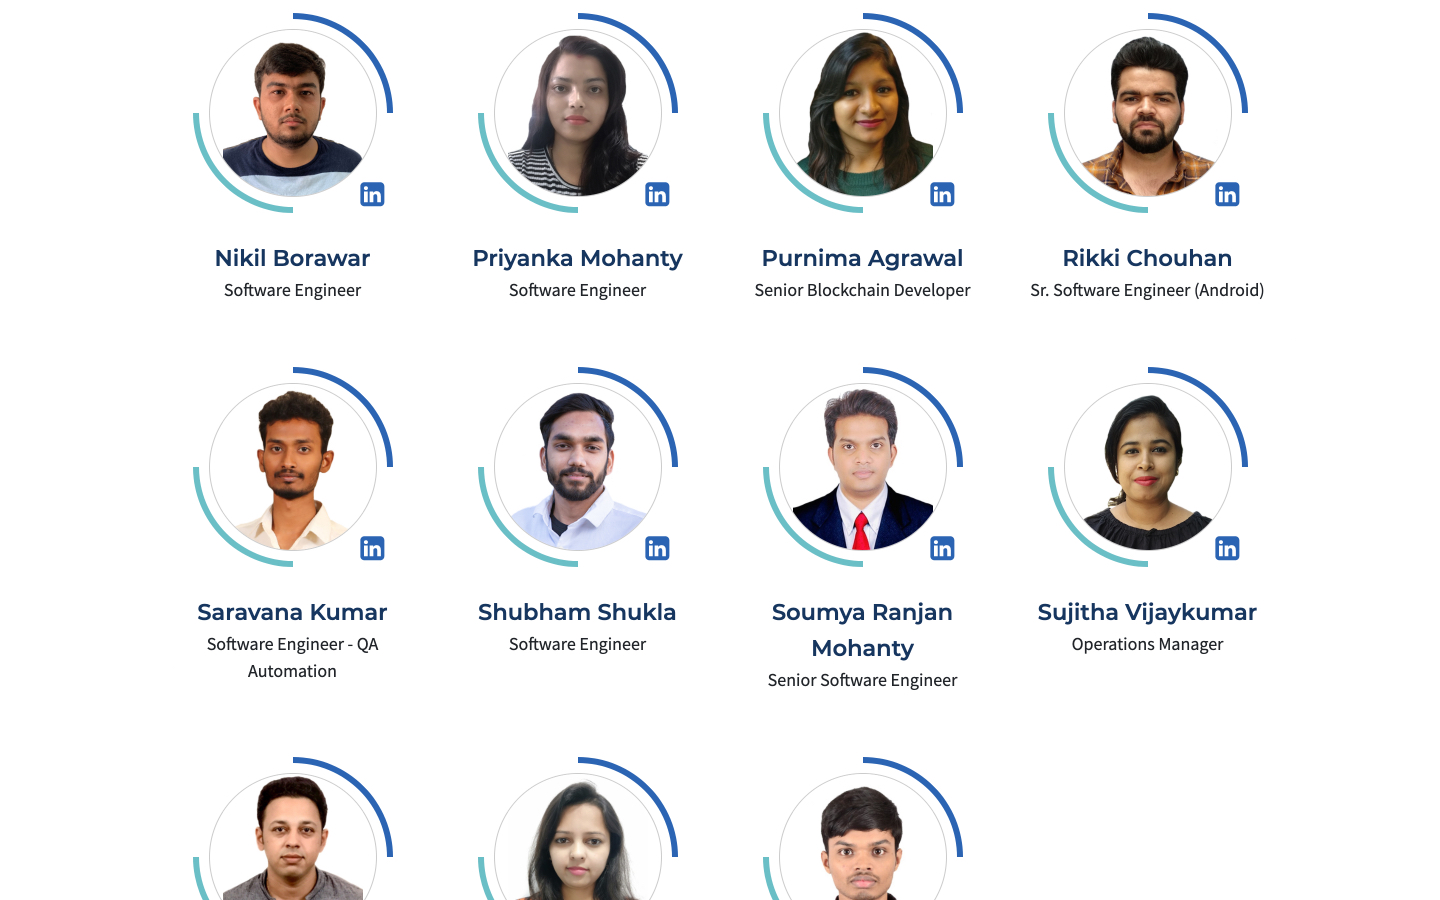 in
in
in
in
Nikil Borawar
Priyanka Mohanty
Purnima Agrawal
Rikki Chouhan
Software Engineer
Software Engineer
Senior Blockchain Developer
Sr. Software Engineer (Android)
in
in
in
in
Saravana Kumar
Shubham Shukla
Soumya Ranjan
Mohanty
Sujitha Vijaykumar
Software Engineer - QA
Automation
Software Engineer
Senior Software Engineer
Operations Manager